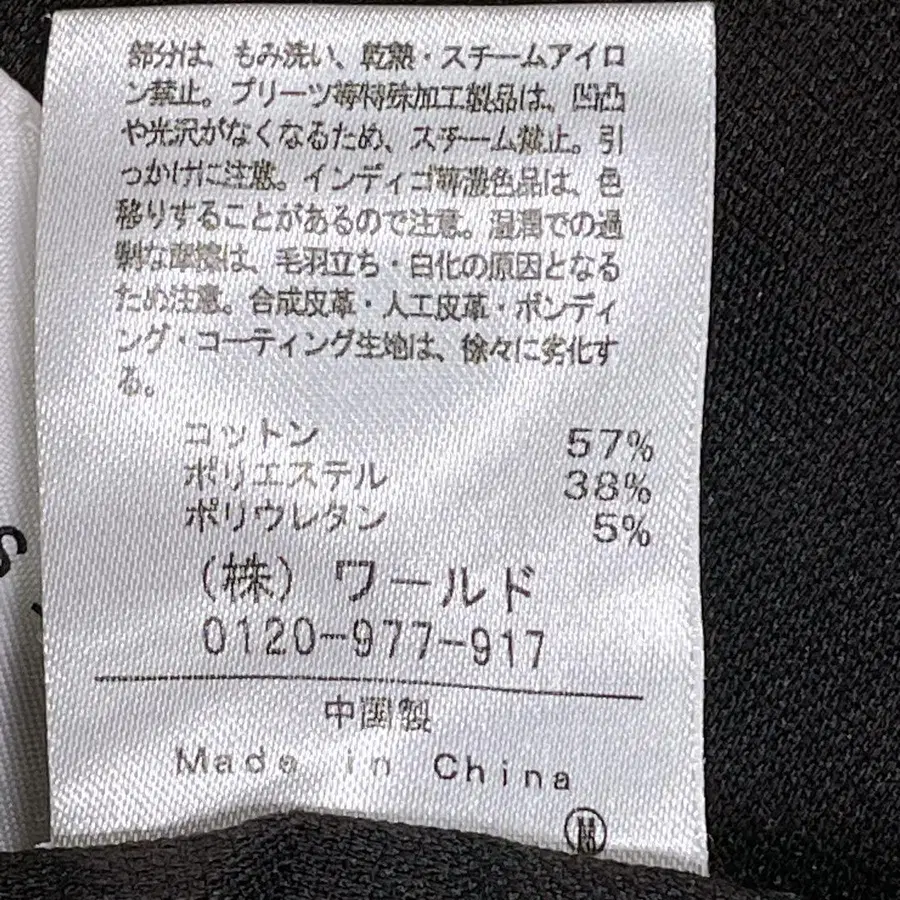 部分は、もみ洗い、乾熱・スチームアイロ
ン禁止。プリーツ等特殊加工製品は、凹凸
や光沢がなくなるため、スチーム禁止。引
っかけに注意。インディゴ等濃色品は、色
移りすることがあるので注意。湿潤での過
剰な摩擦は、毛羽立ち・白化の原因となる
ため注意。合成皮革・人工皮革・ボンディ
ング・コーティング生地は、徐々に劣化す
る。
コットン 57%
ポリエステル 38%
ポリウレタン 5%
(株) ワールド
0120-977-917
中国製
Made in China
S